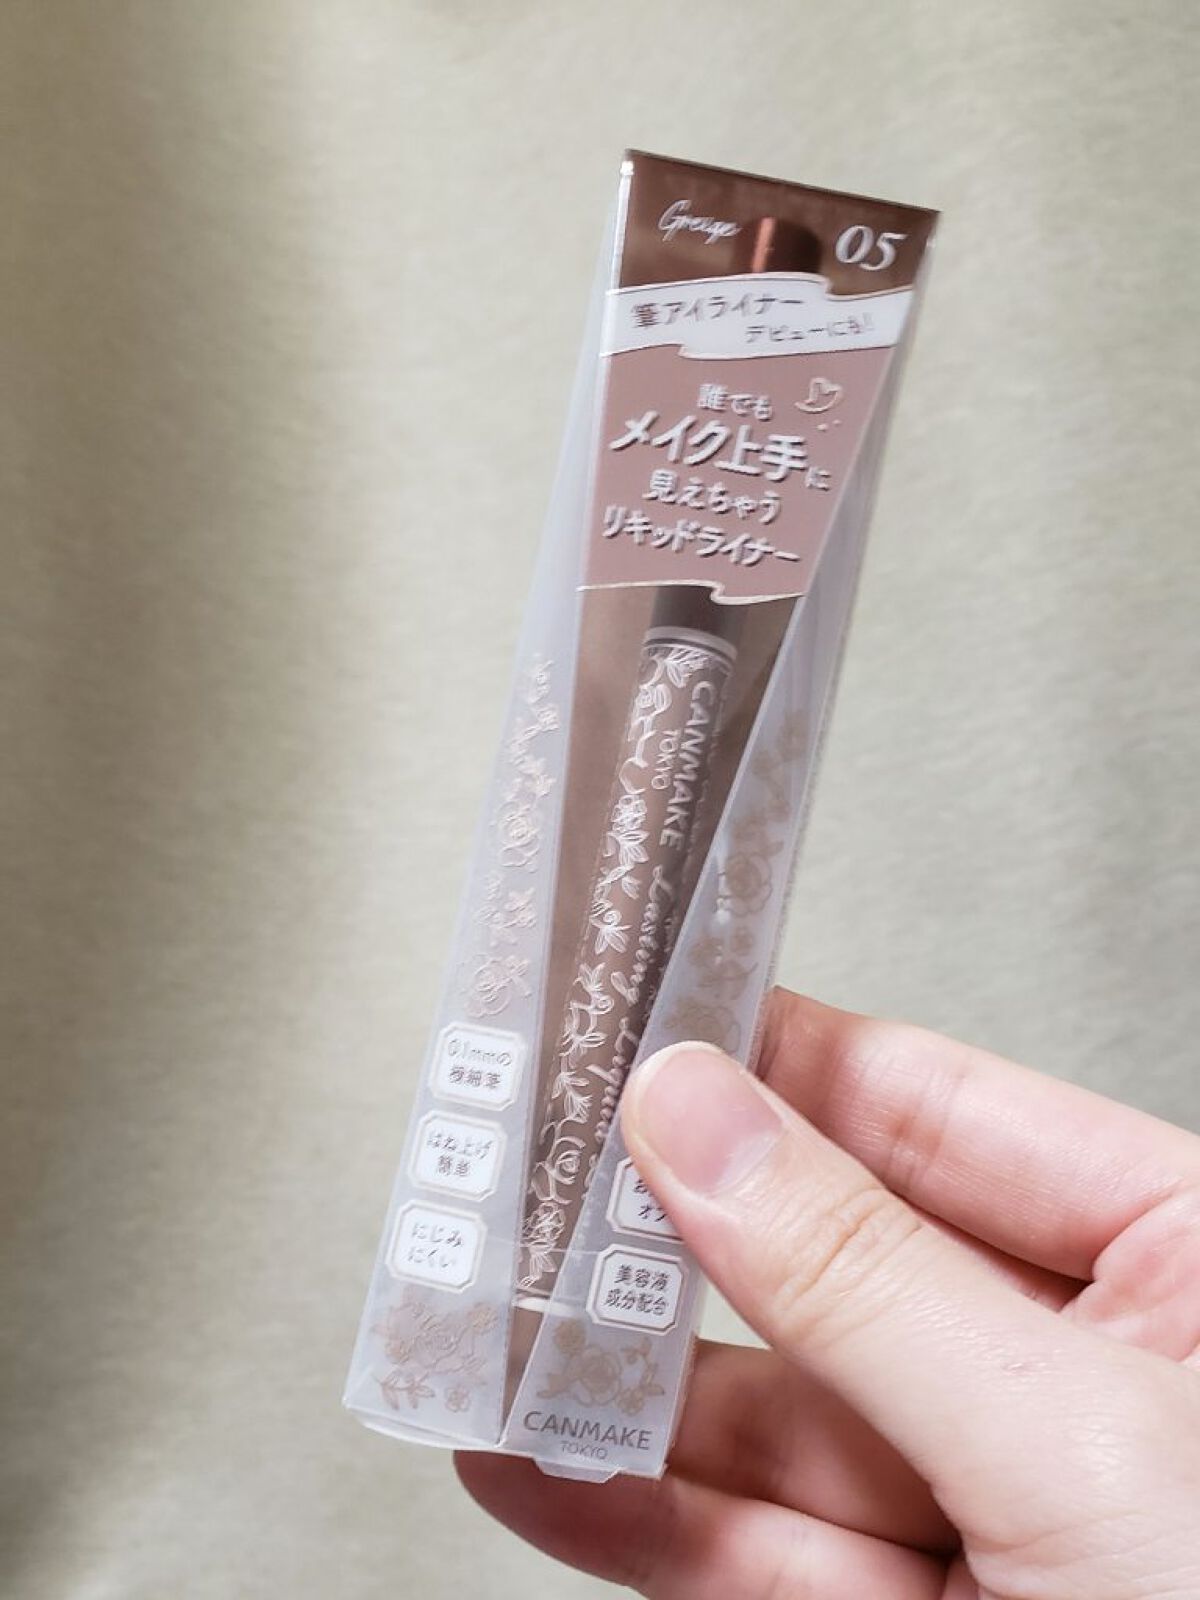 Greige
05
筆アイライナー
デビューにも!
誰でも
メイク上手に
見えちゃう
リキッドライナー
CANMAKE
TOKYO
Lasting Liquid
0.1mmの
極細筆
はね上げ
簡単
にじみ
にくい
オフ
美容液
成分配合
CANMAKE
TOKYO